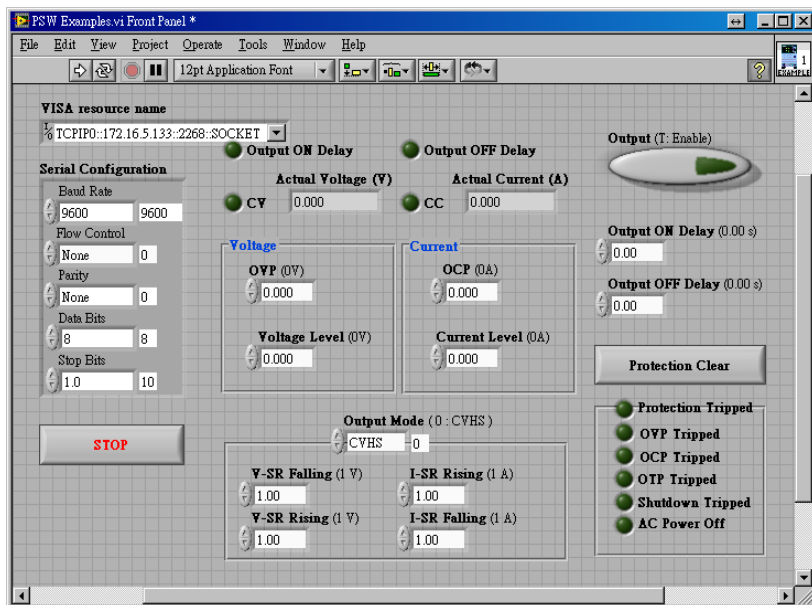 PSW Examples.vi Front Panel *
File Edit View Project Operate Tools Window Help
12pt Application Font
? 1
EXAMPLE
VISA resource name
I/O TCPIP0::172.16.5.133::2268::SOCKET
Output ON Delay
Output OFF Delay
Output (T: Enable)
Serial Configuration
Actual Voltage (V)
Actual Current (A)
Baud Rate
CV 0.000
CC 0.000
9600 9600
Flow Control
None 0
Voltage
Current
Output ON Delay (0.00 s)
0.00
Parity
None 0
OVP (0V)
0.000
OCP (0A)
0.000
Output OFF Delay (0.00 s)
0.00
Data Bits
8 8
Voltage Level (0V)
0.000
Current Level (0A)
0.000
Stop Bits
1.0 10
Protection Clear
STOP
Output Mode (0 : CVHS)
CVHS 0
Protection Tripped
OVP Tripped
OCP Tripped
OTP Tripped
Shutdown Tripped
AC Power Off
V-SR Falling (1 V)
1.00
I-SR Rising (1 A)
1.00
V-SR Rising (1 V)
1.00
I-SR Falling (1 A)
1.00